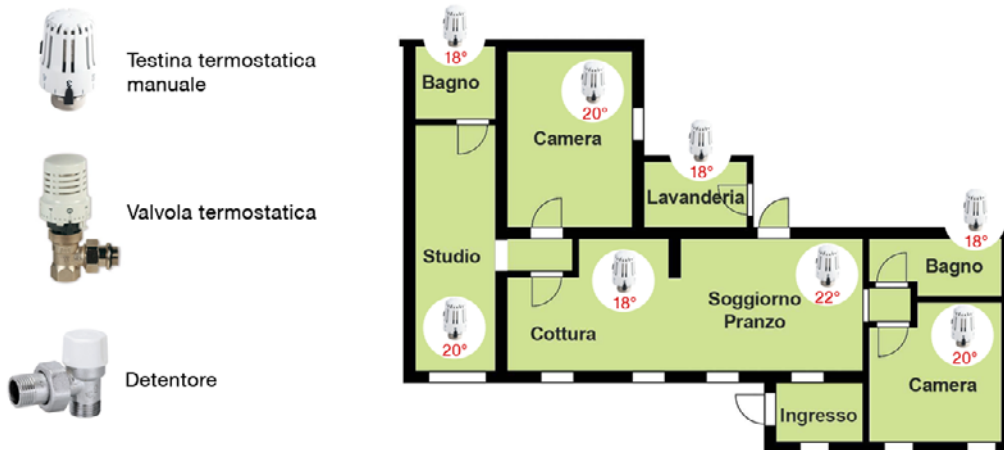 Testina termostatica
manuale
Valvola termostatica
Detentore
18°
Bagno
20°
Camera
18°
Lavanderia
Studio
20°
18°
Cottura
22°
Soggiorno
Pranzo
18°
Bagno
20°
Camera
Ingresso